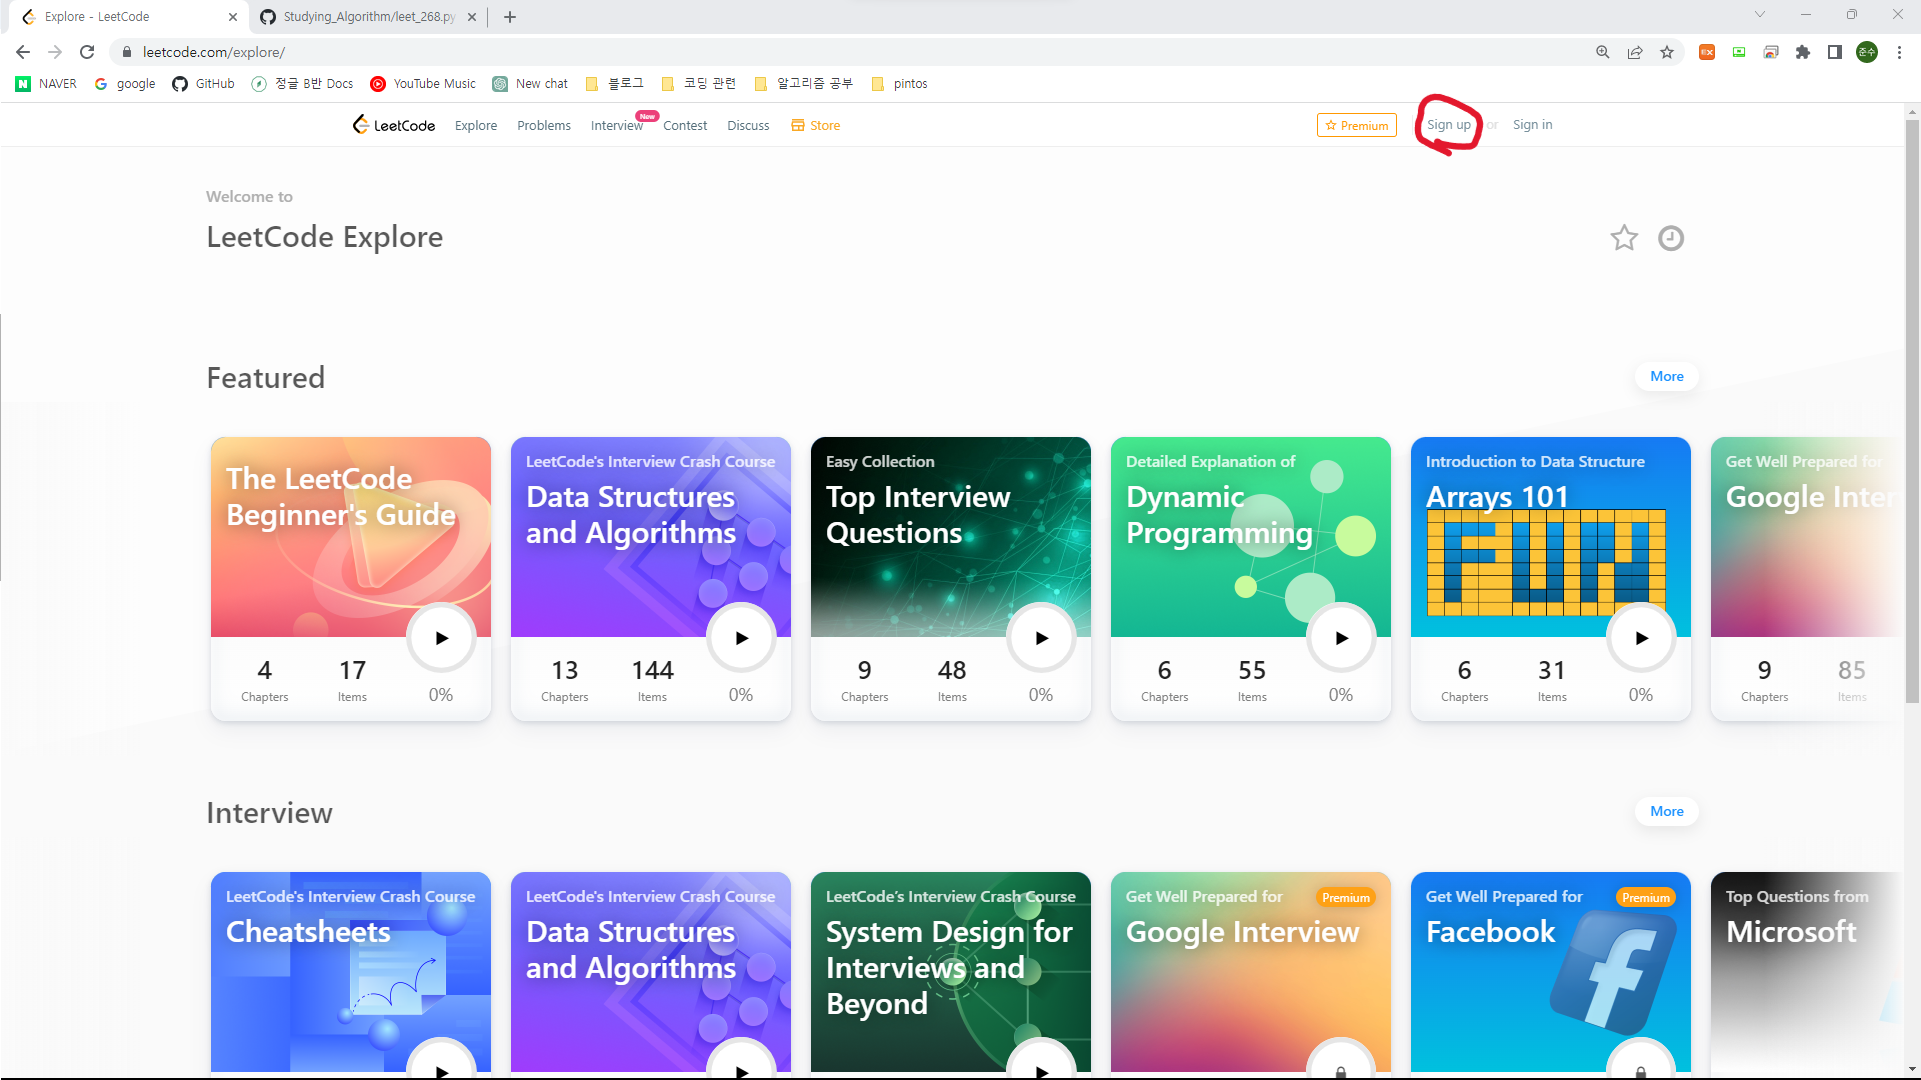 Explore - LeetCode
Studying_Algorithm/leet_268.py
leetcode.com/explore/
EX
준수
NAVER
google
GitHub
정글 B반 Docs
YouTube Music
New chat
블로그
코딩 관련
알고리즘 공부
pintos
LeetCode
Explore
Problems
Interview
New
Contest
Discuss
Store
Premium
Sign up
or
Sign in
Welcome to
LeetCode Explore
Featured
More
The LeetCode
Beginner's Guide
4
Chapters
17
Items
0%
LeetCode's Interview Crash Course
Data Structures
and Algorithms
13
Chapters
144
Items
0%
Easy Collection
Top Interview
Questions
9
Chapters
48
Items
0%
Detailed Explanation of
Dynamic
Programming
6
Chapters
55
Items
0%
Introduction to Data Structure
Arrays 101
FUN
6
Chapters
31
Items
0%
Get Well Prepared for
Google Inter
9
Chapters
85
Items
Interview
More
LeetCode's Interview Crash Course
Cheatsheets
LeetCode's Interview Crash Course
Data Structures
and Algorithms
LeetCode's Interview Crash Course
System Design for
Interviews and
Beyond
Get Well Prepared for
Premium
Google Interview
Get Well Prepared for
Premium
Facebook
Top Questions from
Microsoft